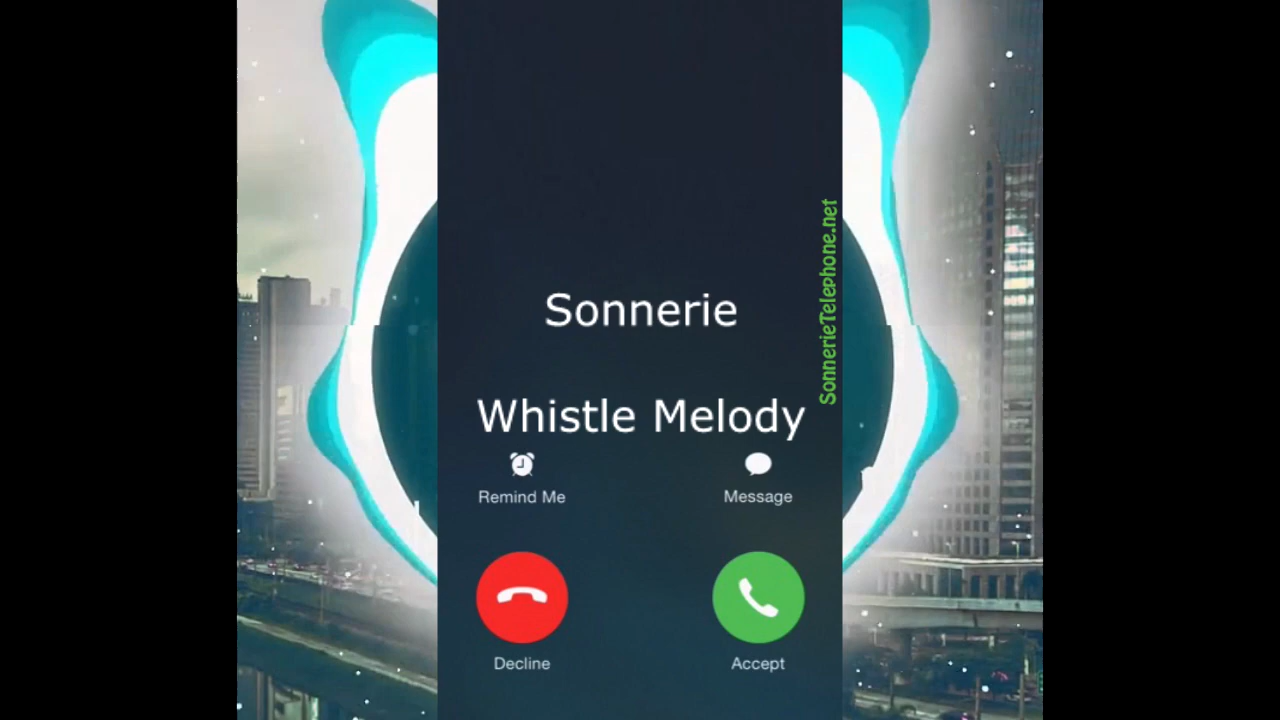 Sonnerie
Whistle Melody
SonnerieTelephone.net
Remind Me
Message
Decline
Accept